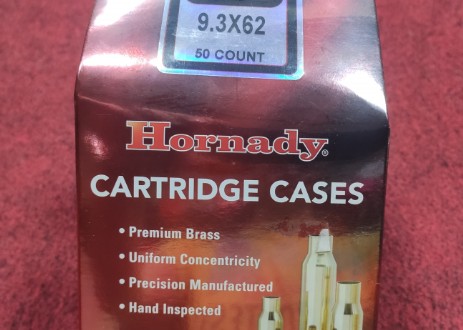 9.3X62
50 COUNT
Hornady®
CARTRIDGE CASES
• Premium Brass
• Uniform Concentricity
• Precision Manufactured
• Hand Inspected